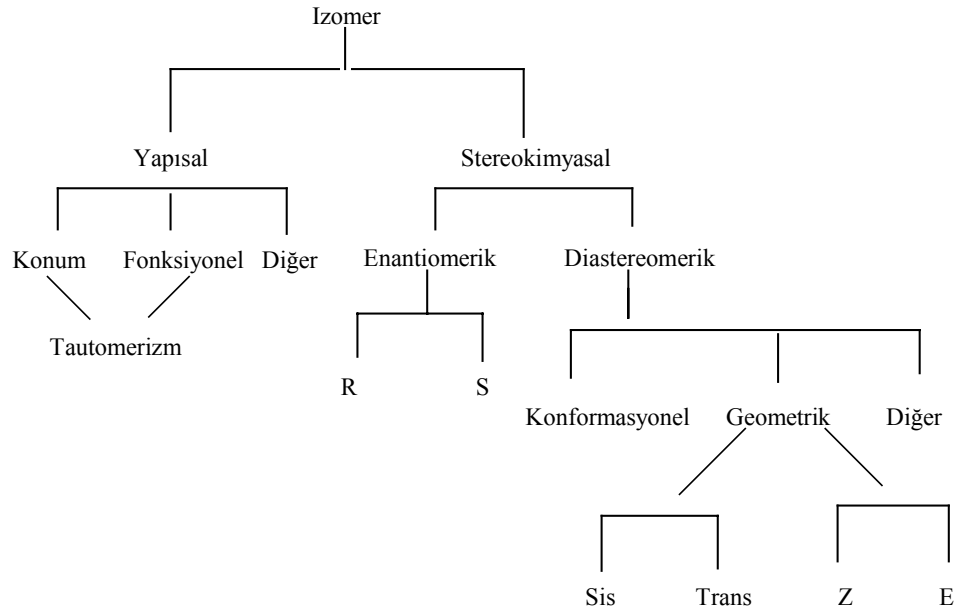 Izomer
Yapısal Stereokimyasal
Konum Fonksiyonel Diğer Enantiomerik Diastereomerik
Tautomerizm
R S
Konformasyonel Geometrik Diğer
Sis Trans Z E